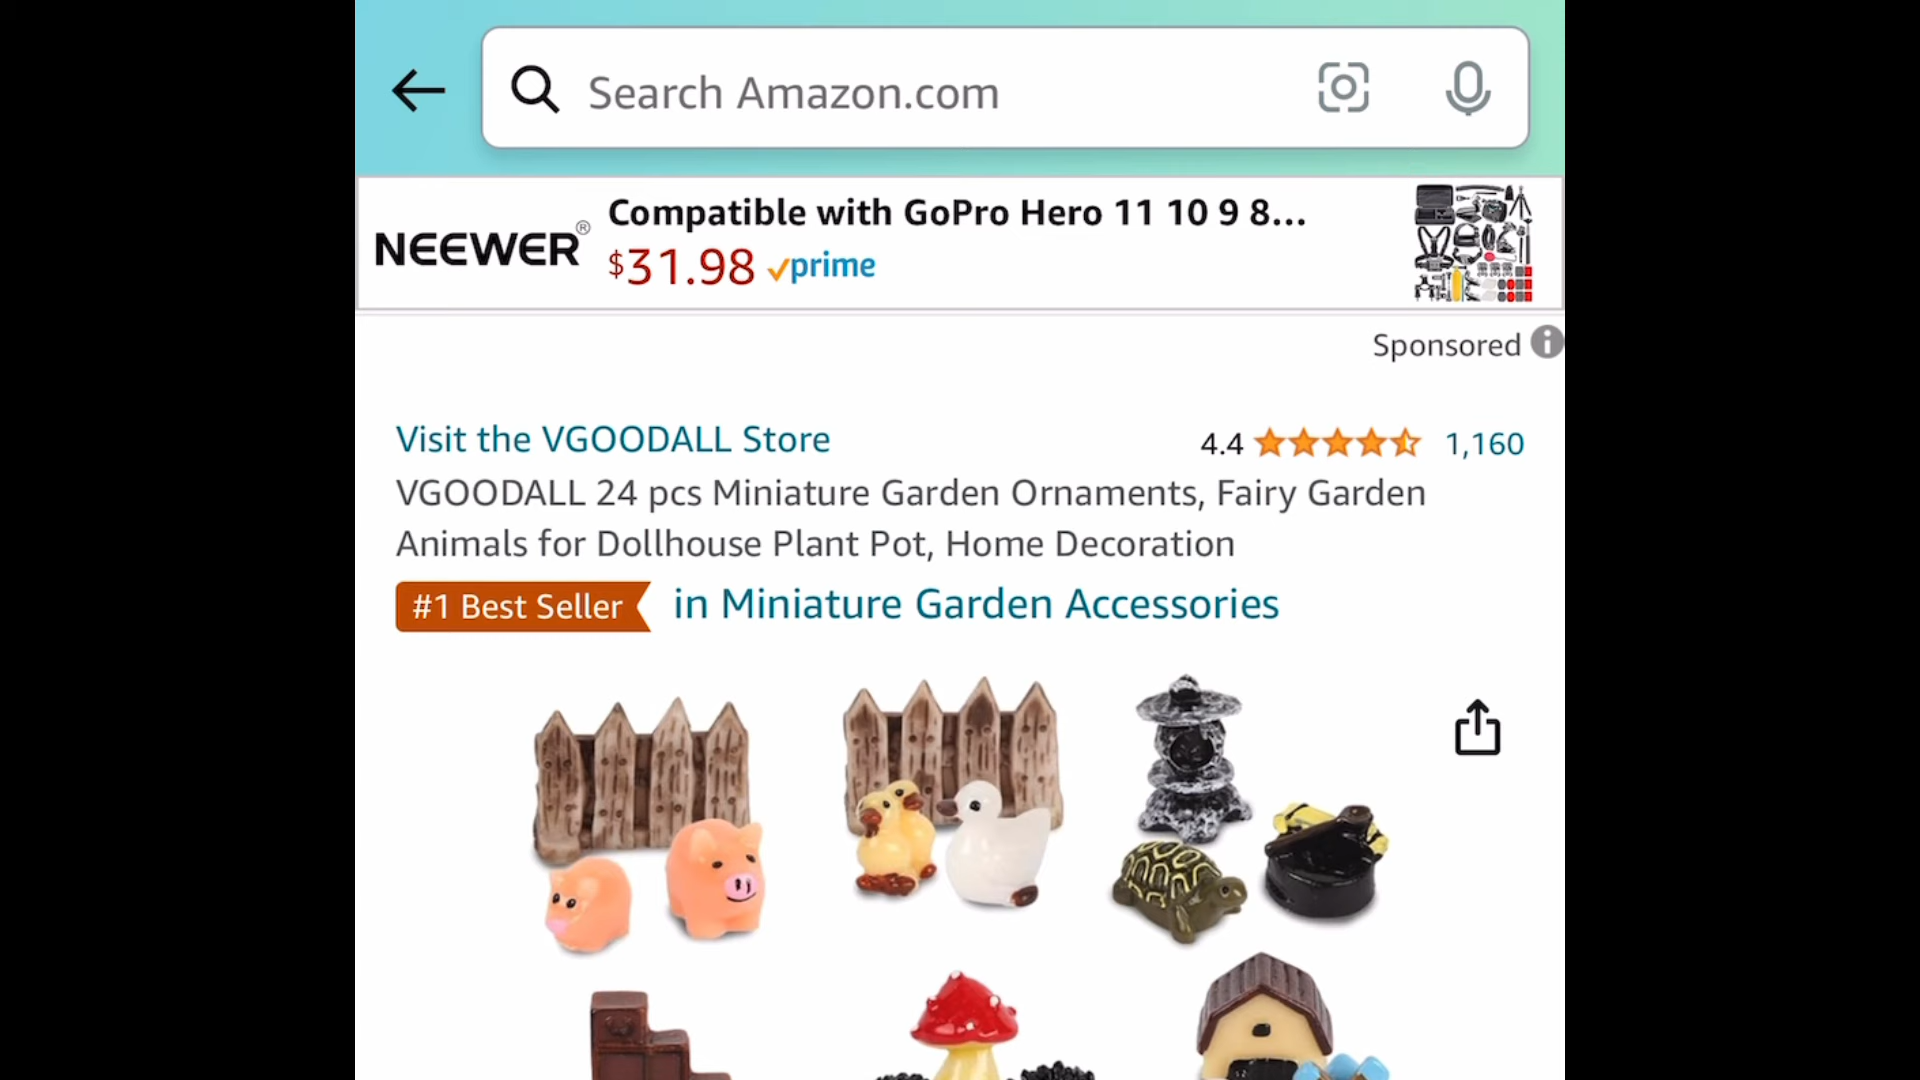 Search Amazon.com
NEEWER®
Compatible with GoPro Hero 11 10 9 8...
$31.98 prime
Sponsored
Visit the VGOODALL Store
4.4 1,160
VGOODALL 24 pcs Miniature Garden Ornaments, Fairy Garden
Animals for Dollhouse Plant Pot, Home Decoration
#1 Best Seller in Miniature Garden Accessories